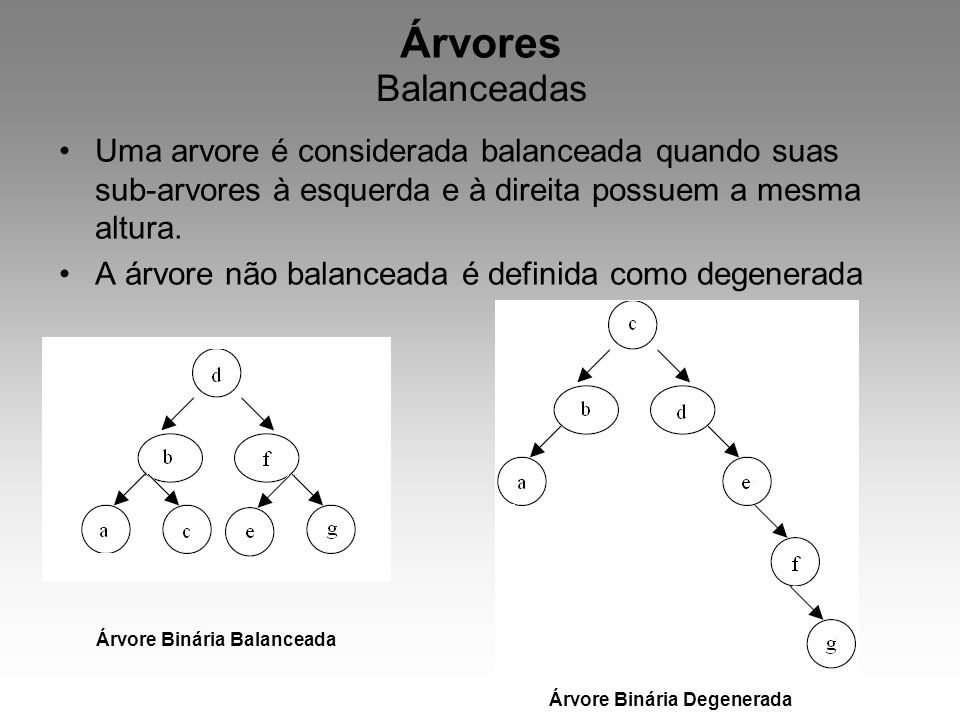 Árvores
Balanceadas
• Uma arvore é considerada balanceada quando suas
sub-arvores à esquerda e à direita possuem a mesma
altura.
• A árvore não balanceada é definida como degenerada
d
b f
a c e g
Árvore Binária Balanceada
c
b d
a e
f
g
Árvore Binária Degenerada